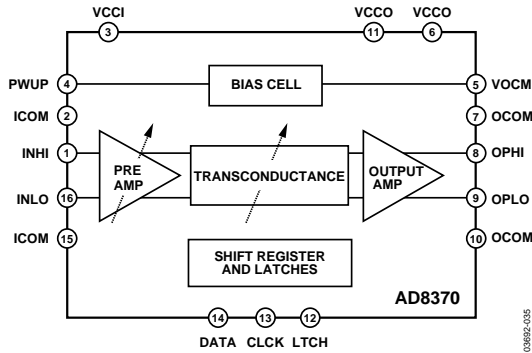 VCCI
VCCO
VCCO
3
11
6
PWUP
4
BIAS CELL
5
VOCM
ICOM
2
7
OCOM
INHI
1
PRE
AMP
TRANSCONDUCTANCE
OUTPUT
AMP
8
OPHI
INLO
16
9
OPLO
ICOM
15
10
OCOM
SHIFT REGISTER
AND LATCHES
AD8370
14
13
12
DATA
CLCK
LTCH
03692-035